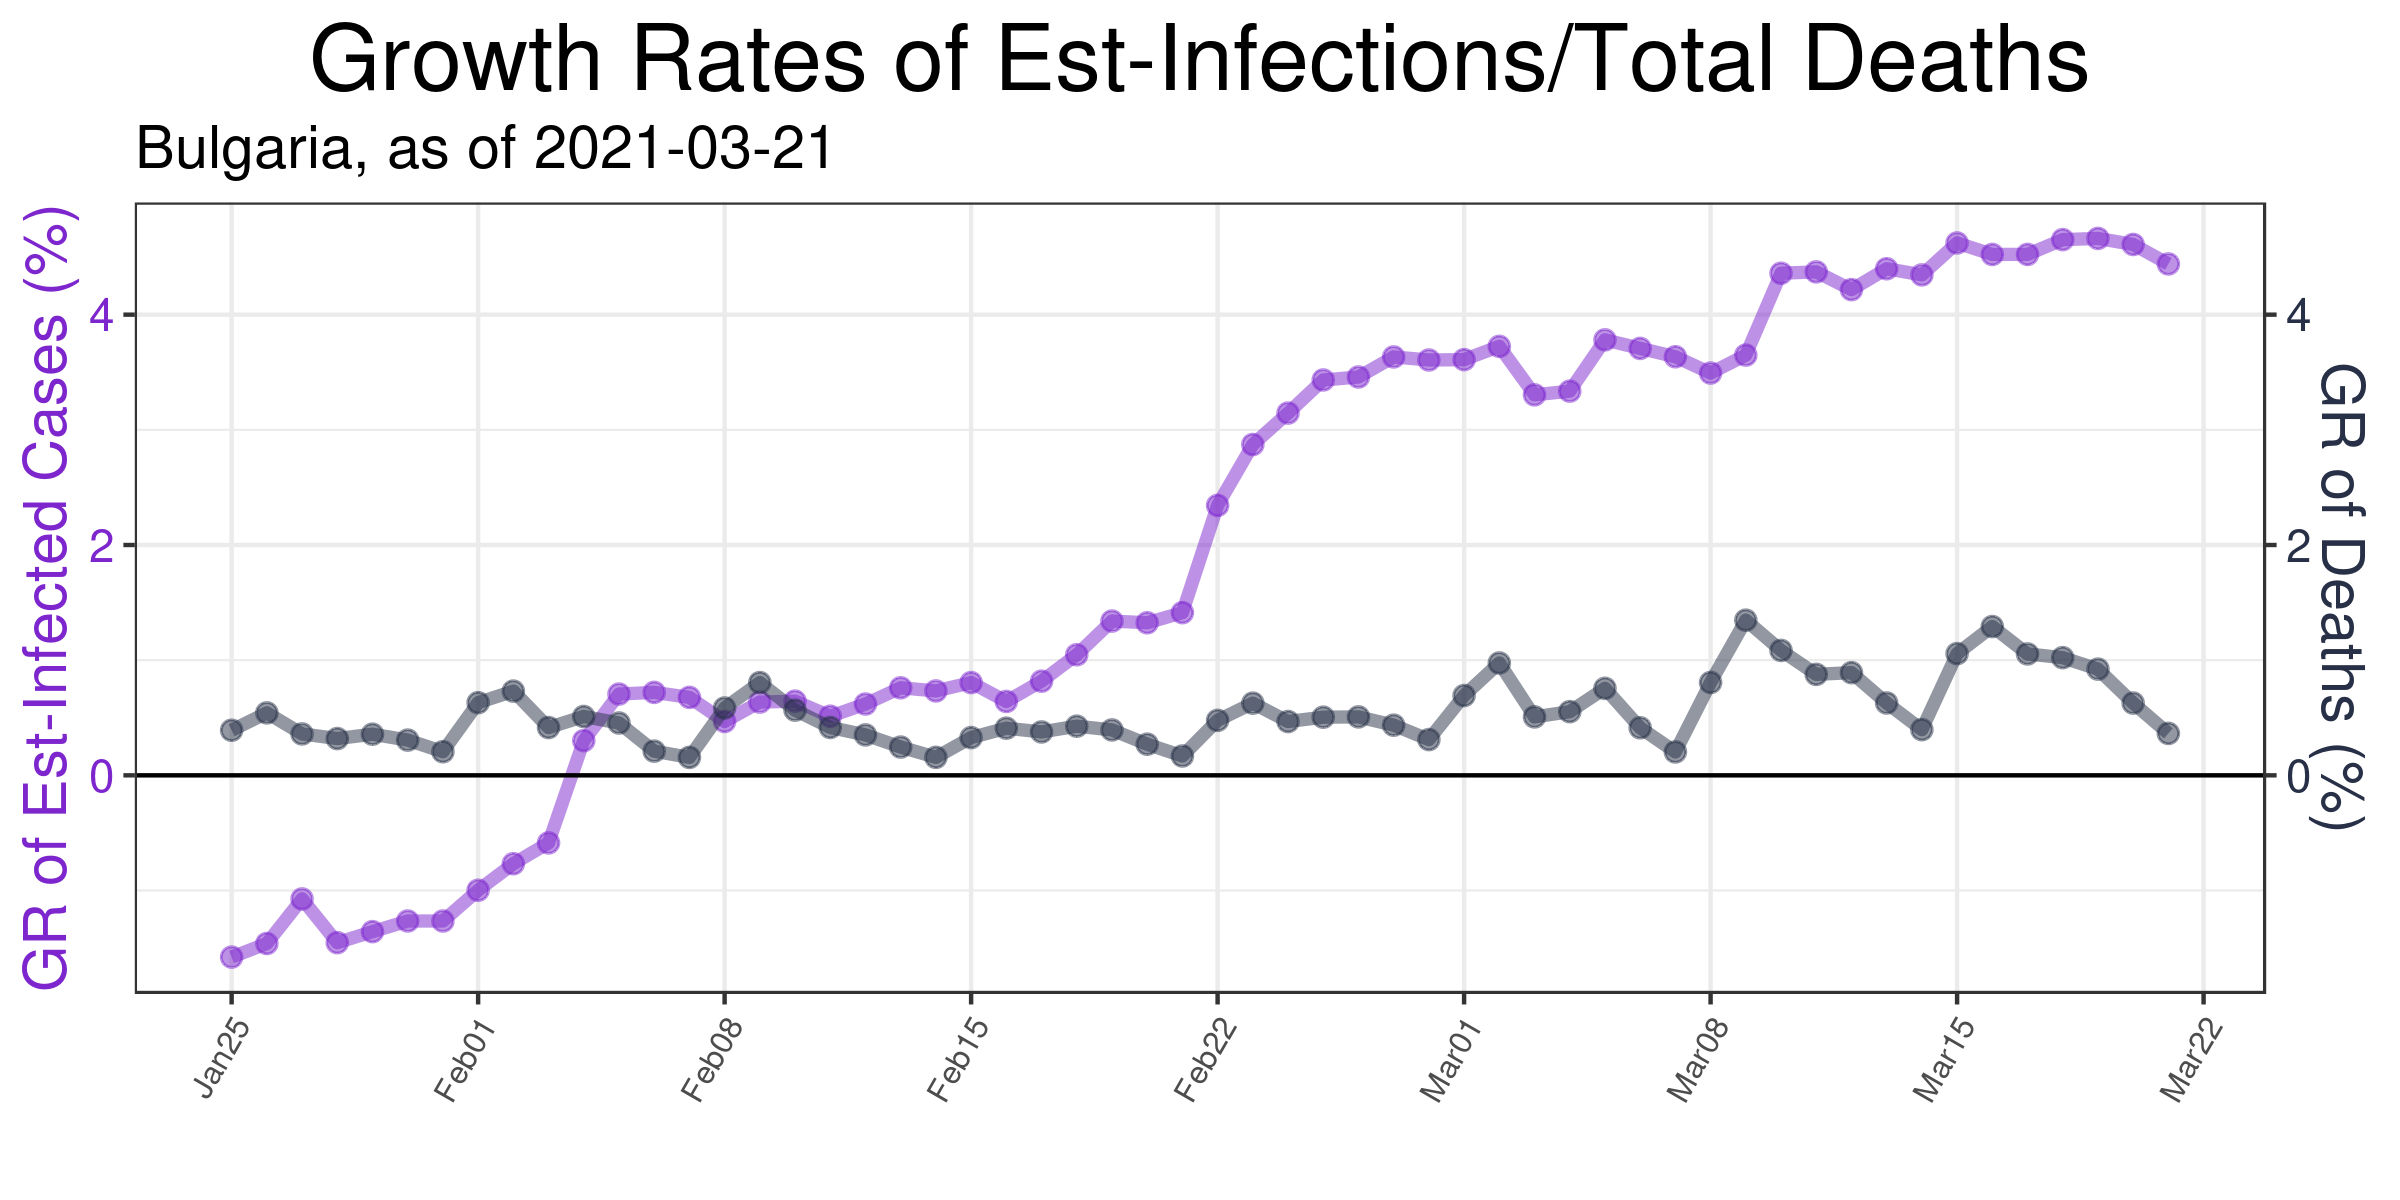 Growth Rates of Est-Infections/Total Deaths
Bulgaria, as of 2021-03-21
GR of Est-Infected Cases (%)
4
2
0
4
2
0
GR of Deaths (%)
Jan25
Feb01
Feb08
Feb15
Feb22
Mar01
Mar08
Mar15
Mar22